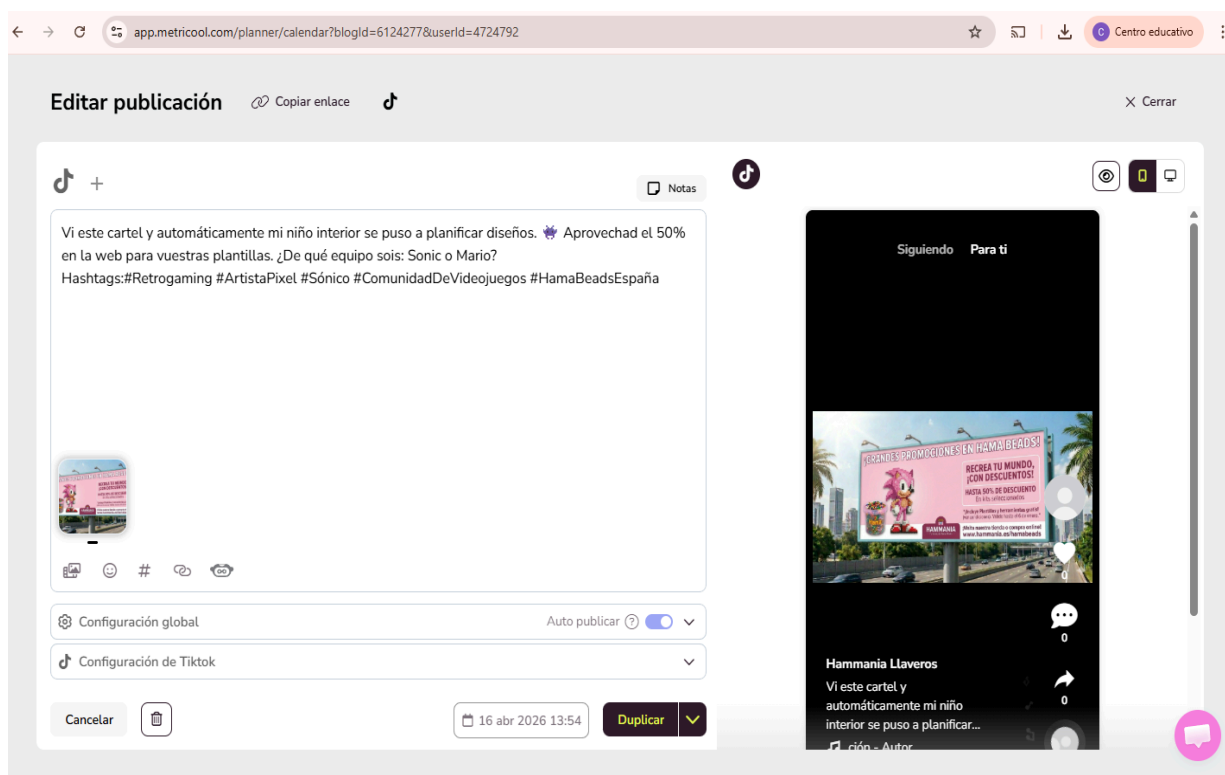 app.metricool.com/planner/calendar?blogId=6124277&userId=4724792
C
Centro educativo
Editar publicación
Copiar enlace
Cerrar
Notas
Vi este cartel y automáticamente mi niño interior se puso a planificar diseños. 👾 Aprovechad el 50%
en la web para vuestras plantillas. ¿De qué equipo sois: Sonic o Mario?
Hashtags:#Retrogaming #ArtistaPixel #Sónico #ComunidadDeVideojuegos #HamaBeadsEspaña
Configuración global
Auto publicar ?
Configuración de Tiktok
Cancelar
16 abr 2026 13:54
Duplicar
Siguiendo Para ti
¡GRANDES PROMOCIONES EN HAMA BEADS!
RECREA TU MUNDO,
¡CON DESCUENTOS!
HASTA 50% DE DESCUENTO
HAMMANIA
www.hammania.es/hamabeads
0
0
0
Hammania Llaveros
Vi este cartel y
automáticamente mi niño
interior se puso a planificar...
ción - Autor